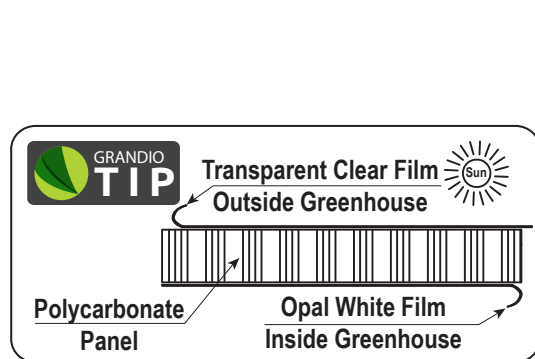 GRANDIO
TIP
Transparent Clear Film
Sun
Outside Greenhouse
Polycarbonate
Panel
Opal White Film
Inside Greenhouse